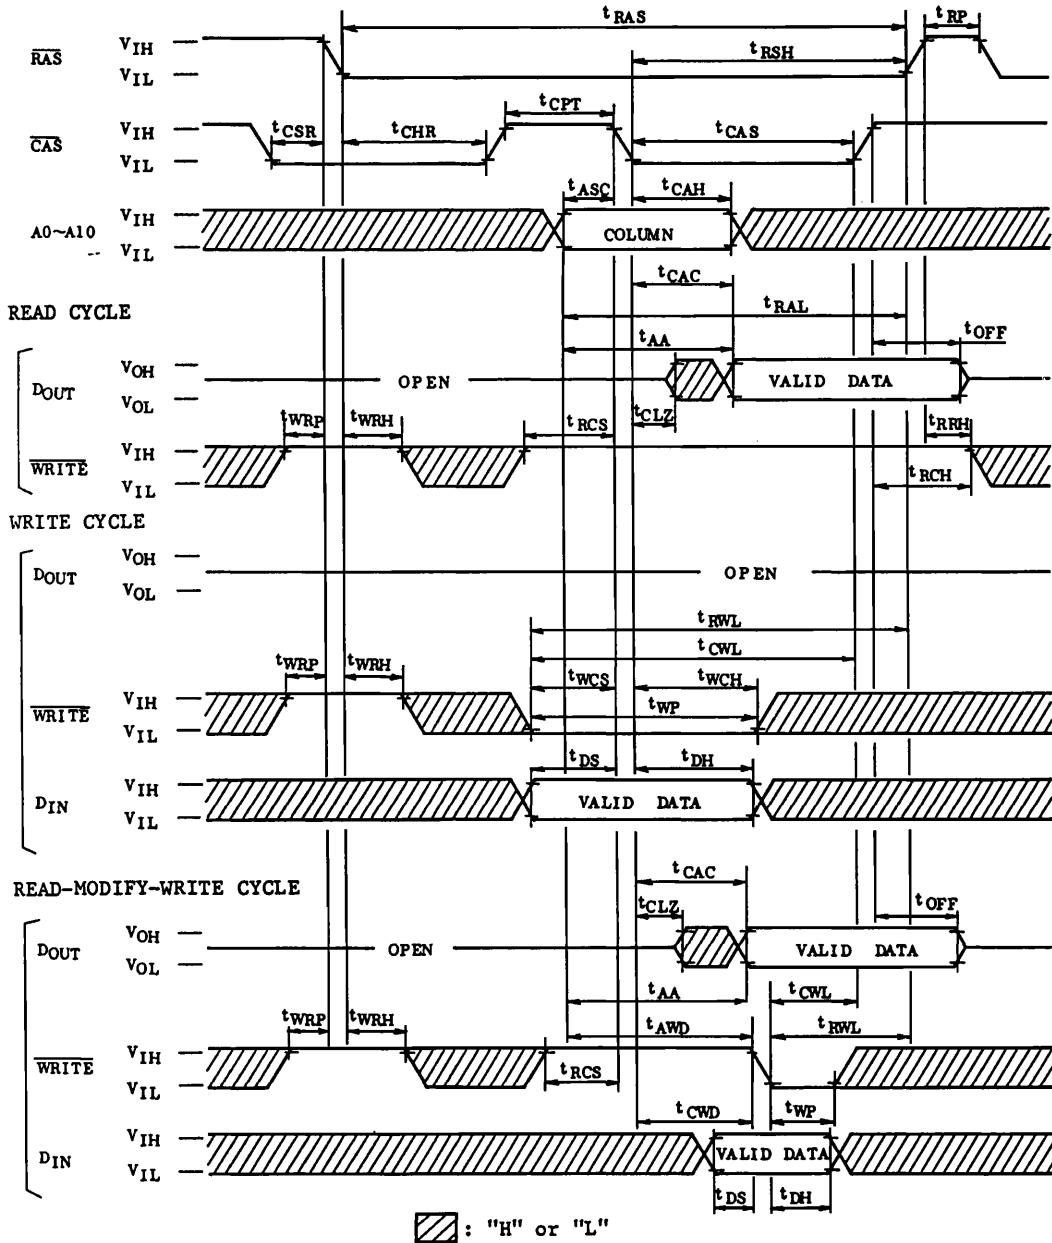 tRAS
tRP
RAS
VIH
VIL
tRSH
tCPT
CAS
VIH
VIL
tCSR
tCHR
tCAS
tASC
tCAH
A0~A10
VIH
VIL
COLUMN
tCAC
READ CYCLE
tRAL
tAA
tOFF
DOUT
VOH
VOL
OPEN
VALID DATA
tWRP
tWRH
tRCS
tCLZ
tRRH
WRITE
VIH
VIL
tRCH
WRITE CYCLE
DOUT
VOH
VOL
OPEN
tRWL
tCWL
tWRP
tWRH
tWCS
tWCH
WRITE
VIH
VIL
tWP
tDS
tDH
DIN
VIH
VIL
VALID DATA
tCAC
READ-MODIFY-WRITE CYCLE
tCLZ
tOFF
DOUT
VOH
VOL
OPEN
VALID DATA
tAA
tCWL
tWRP
tWRH
tAWD
tRWL
WRITE
VIH
VIL
tRCS
tCWD
tWP
DIN
VIH
VIL
VALID DATA
tDS
tDH
: "H" or "L"